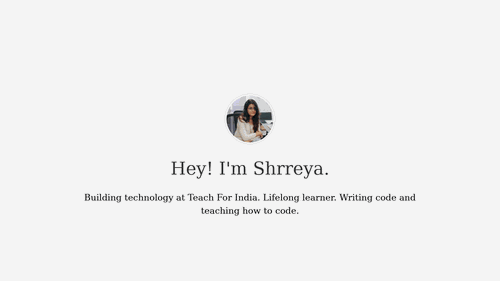 Hey! I'm Shrreya.
Building technology at Teach For India. Lifelong learner. Writing code and
teaching how to code.